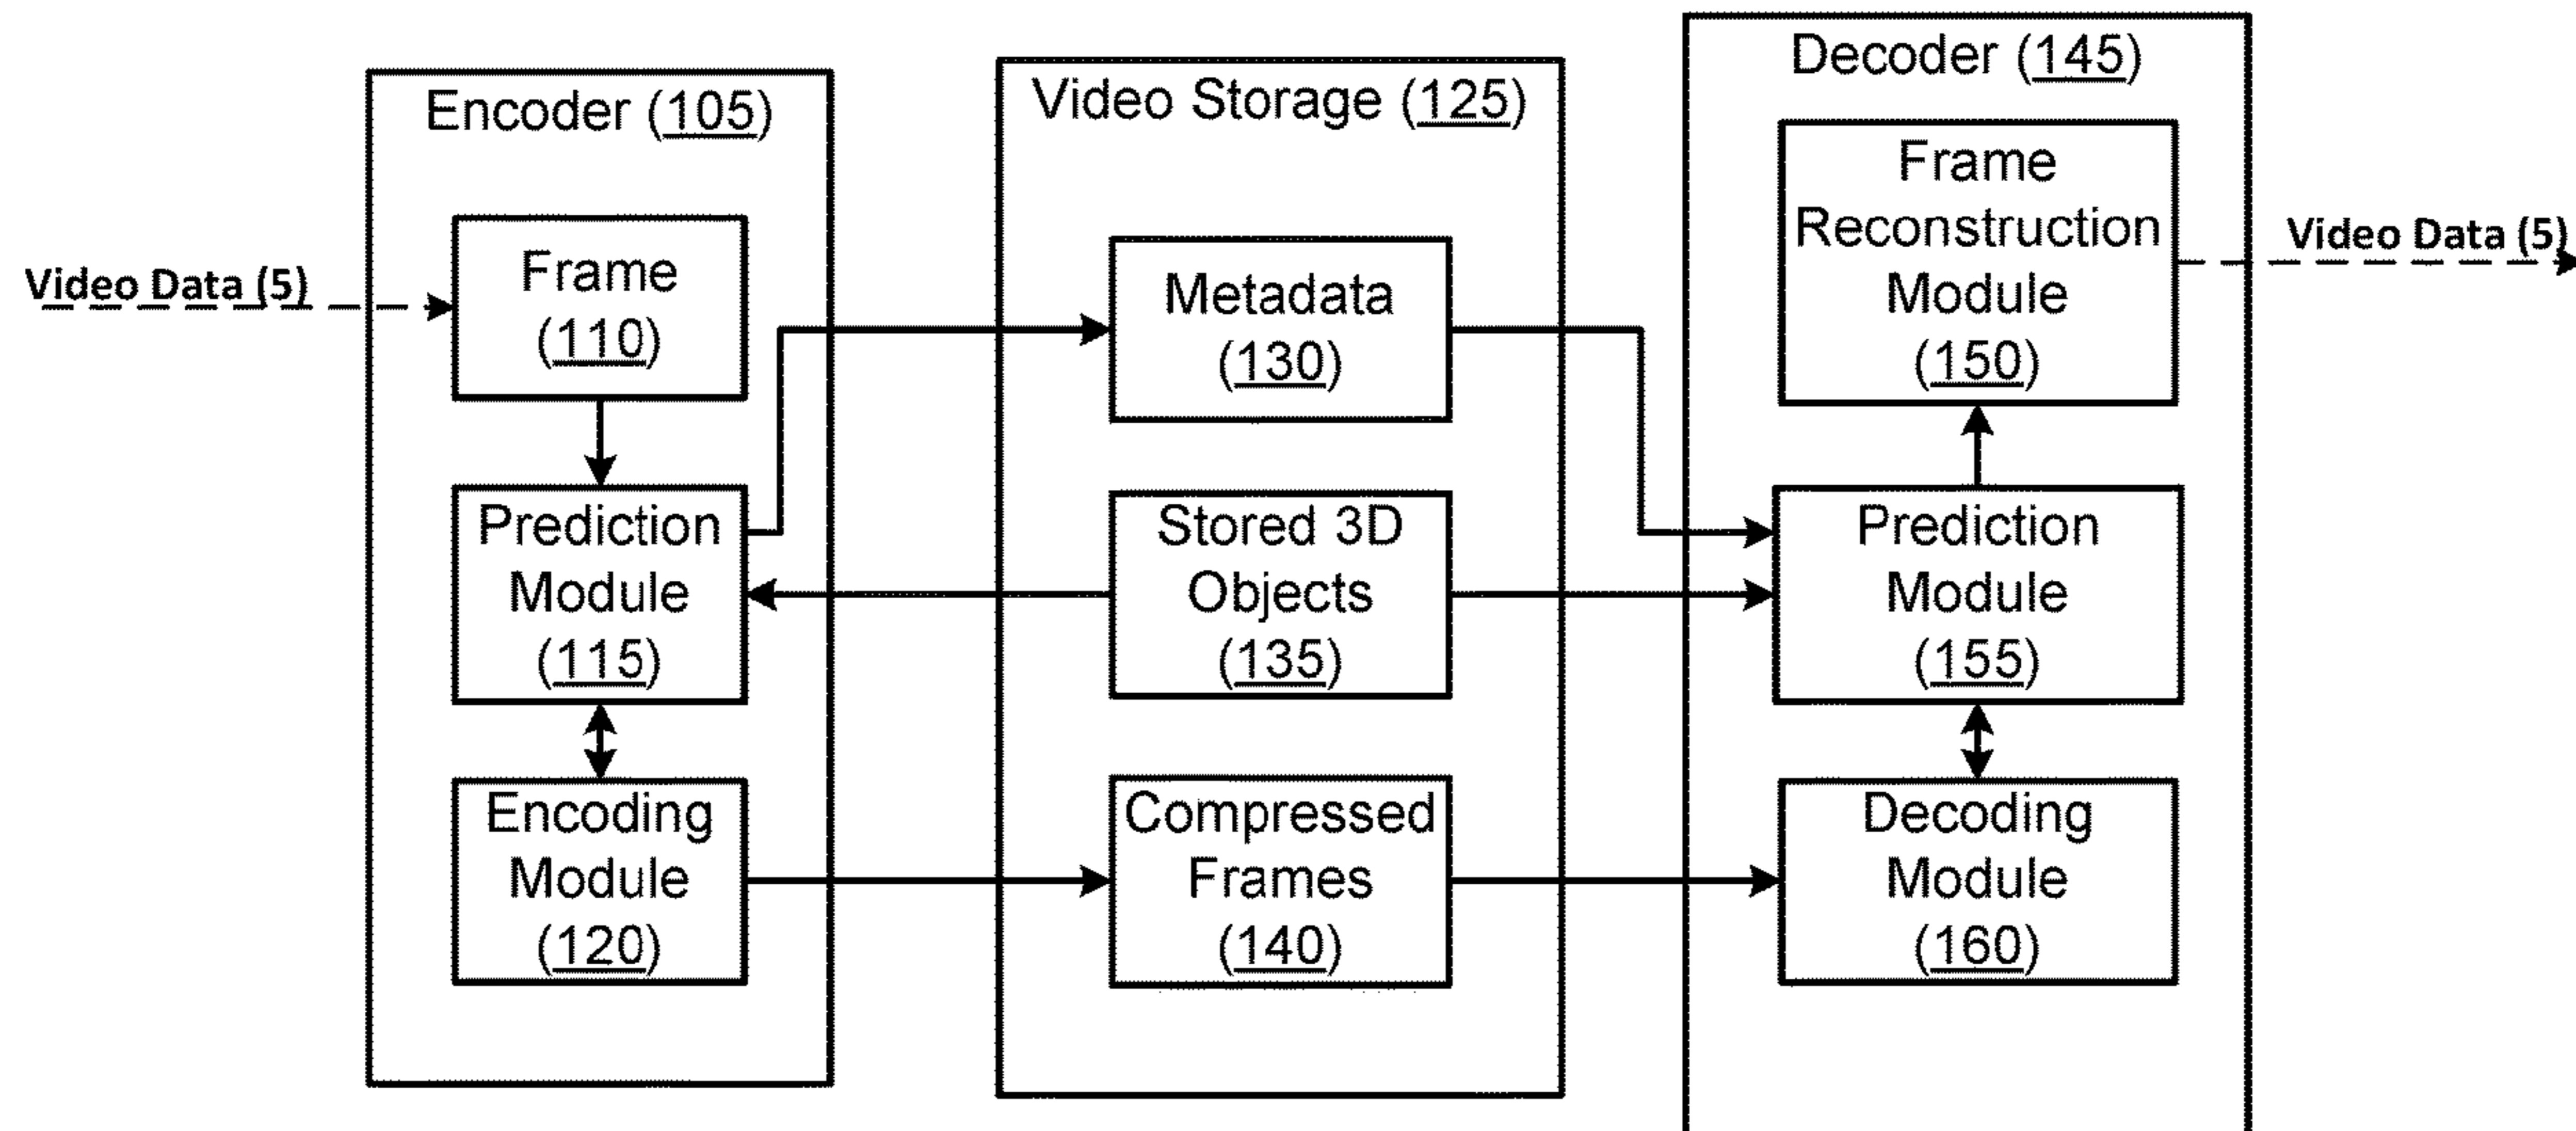 Video Data (5)
Encoder (105)
Frame
(110)
Prediction
Module
(115)
Encoding
Module
(120)
Video Storage (125)
Metadata
(130)
Stored 3D
Objects
(135)
Compressed
Frames
(140)
Decoder (145)
Frame
Reconstruction
Module
(150)
Prediction
Module
(155)
Decoding
Module
(160)
Video Data (5)